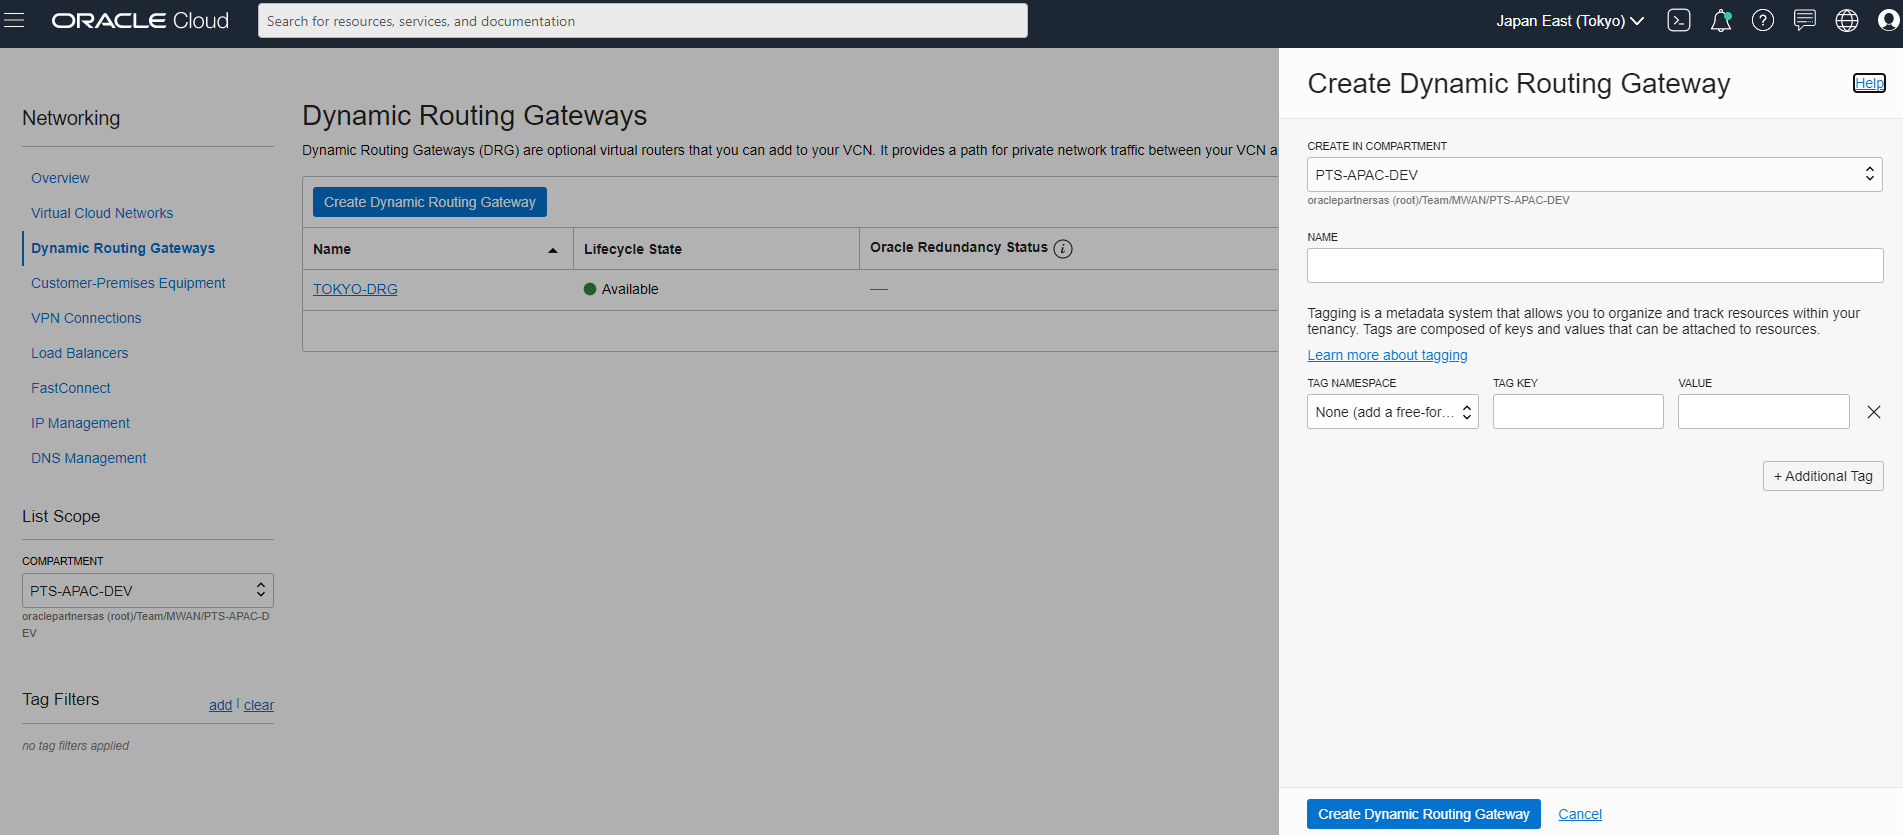 ORACLE Cloud
Search for resources, services, and documentation
Japan East (Tokyo)
Networking
Overview
Virtual Cloud Networks
Dynamic Routing Gateways
Customer-Premises Equipment
VPN Connections
Load Balancers
FastConnect
IP Management
DNS Management
List Scope
COMPARTMENT
PTS-APAC-DEV
oraclepartnersas (root)/Team/MWAN/PTS-APAC-D
EV
Tag Filters
add | clear
no tag filters applied
Dynamic Routing Gateways
Dynamic Routing Gateways (DRG) are optional virtual routers that you can add to your VCN. It provides a path for private network traffic between your VCN a
Create Dynamic Routing Gateway
Name Lifecycle State Oracle Redundancy Status i
TOKYO-DRG Available —
Create Dynamic Routing Gateway
Help
CREATE IN COMPARTMENT
PTS-APAC-DEV
oraclepartnersas (root)/Team/MWAN/PTS-APAC-DEV
NAME
Tagging is a metadata system that allows you to organize and track resources within your
tenancy. Tags are composed of keys and values that can be attached to resources.
Learn more about tagging
TAG NAMESPACE TAG KEY VALUE
None (add a free-for...
+ Additional Tag
Create Dynamic Routing Gateway Cancel